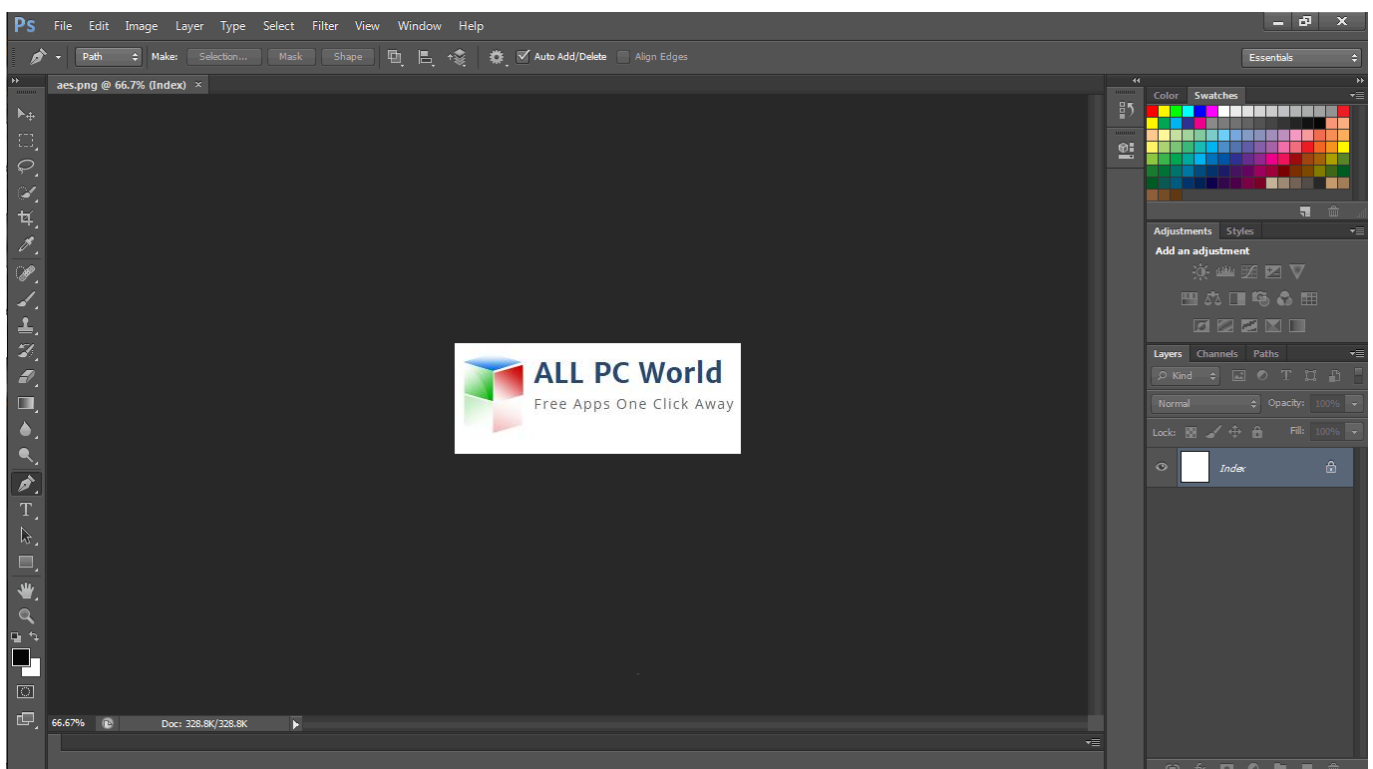 Ps File Edit Image Layer Type Select Filter View Window Help
Path Make: Selection... Mask Shape Auto Add/Delete Align Edges Essentials
aes.png @ 66.7% (Index) ×
Color Swatches
Adjustments Styles
Add an adjustment
ALL PC World
Free Apps One Click Away
Layers Channels Paths
Kind
Normal Opacity: 100%
Lock: Fill: 100%
Index
66.67% Doc: 328.8K/328.8K